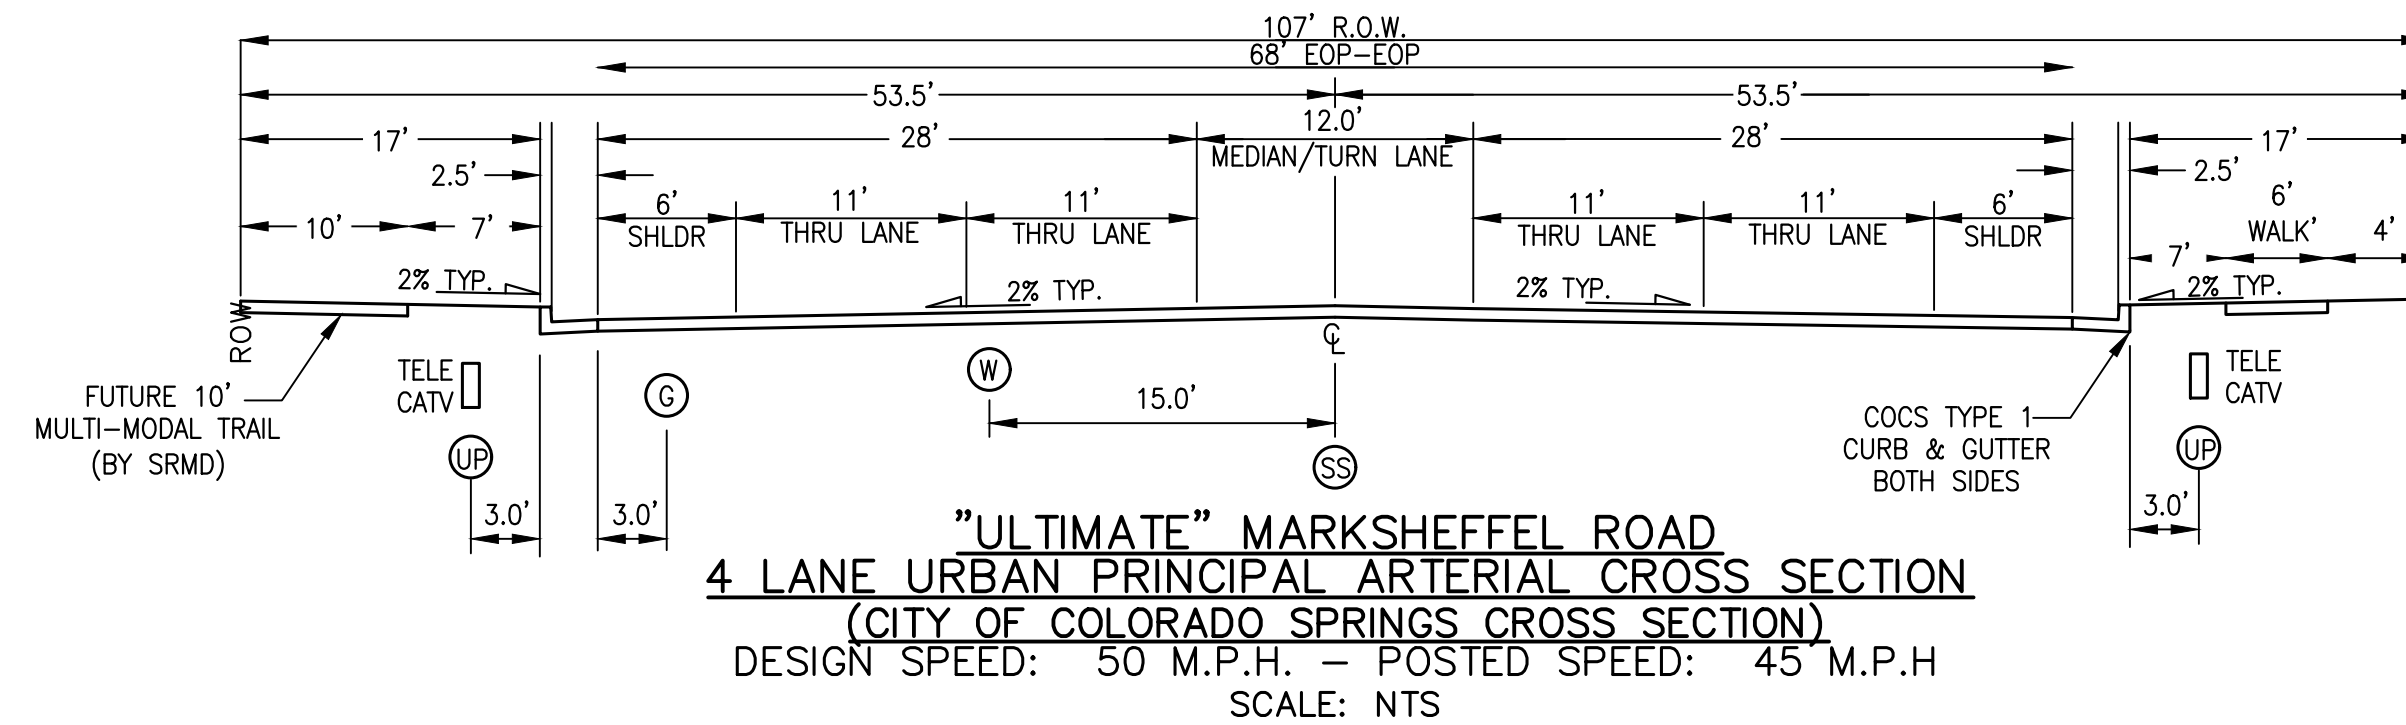 107' R.O.W.
68' EOP-EOP
53.5' 53.5'
17' 28' 12.0' 28' 17'
MEDIAN/TURN LANE
2.5' 2.5'
6' 11' 11' 11' 11' 6' 6'
SHLDR THRU LANE THRU LANE THRU LANE THRU LANE SHLDR WALK' 4'
10' 7' 7'
2% TYP. 2% TYP. 2% TYP. 2% TYP.
ROW
℄
TELE
CATV
G
W
15.0'
TELE
CATV
FUTURE 10'
MULTI-MODAL TRAIL
(BY SRMD)
COCS TYPE 1
CURB & GUTTER
BOTH SIDES
UP SS UP
3.0' 3.0' 3.0'
"ULTIMATE" MARKSHEFFEL ROAD
4 LANE URBAN PRINCIPAL ARTERIAL CROSS SECTION
(CITY OF COLORADO SPRINGS CROSS SECTION)
DESIGN SPEED: 50 M.P.H. - POSTED SPEED: 45 M.P.H
SCALE: NTS